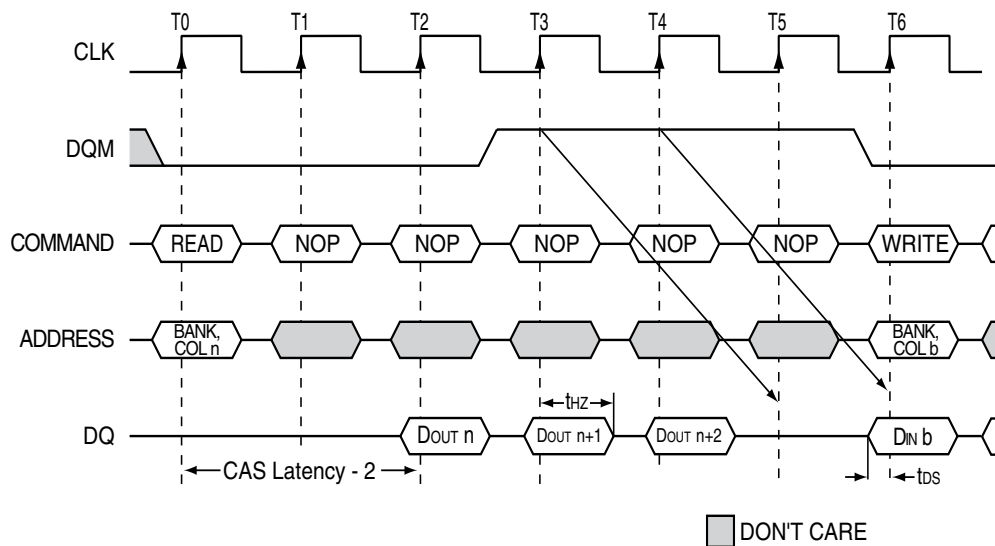 T0 T1 T2 T3 T4 T5 T6
CLK
DQM
COMMAND READ NOP NOP NOP NOP NOP WRITE
ADDRESS BANK, COL n BANK, COL b
tHZ
DQ DOUT n DOUT n+1 DOUT n+2 DIN b
CAS Latency - 2 tDS
DON'T CARE